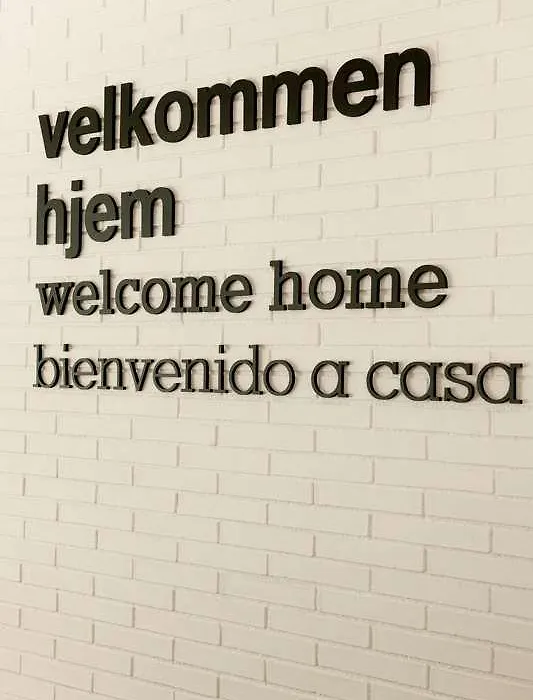 velkommen
hjem
welcome home
bienvenido a casa